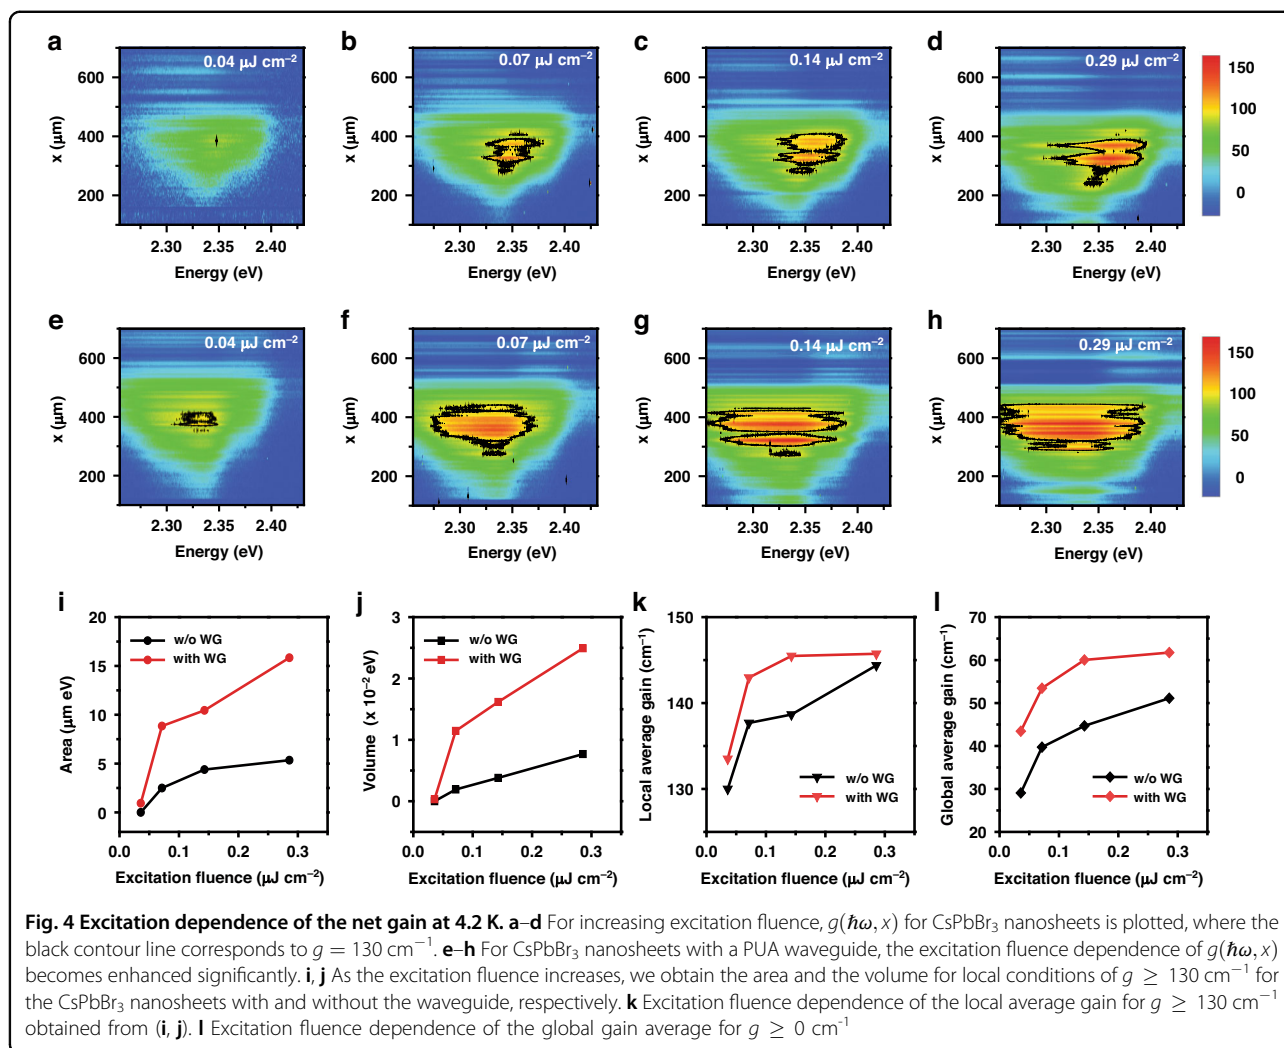 a
b
c
d
0.04 μJ cm⁻²
0.07 μJ cm⁻²
0.14 μJ cm⁻²
0.29 μJ cm⁻²
600
400
200
x (μm)
2.30 2.35 2.40
Energy (eV)
600
400
200
x (μm)
2.30 2.35 2.40
Energy (eV)
600
400
200
x (μm)
2.30 2.35 2.40
Energy (eV)
600
400
200
x (μm)
2.30 2.35 2.40
Energy (eV)
150
100
50
0
e
f
g
h
0.04 μJ cm⁻²
0.07 μJ cm⁻²
0.14 μJ cm⁻²
0.29 μJ cm⁻²
600
400
200
x (μm)
2.30 2.35 2.40
Energy (eV)
600
400
200
x (μm)
2.30 2.35 2.40
Energy (eV)
600
400
200
x (μm)
2.30 2.35 2.40
Energy (eV)
600
400
200
x (μm)
2.30 2.35 2.40
Energy (eV)
150
100
50
0
i
20
15
10
5
0
Area (μm eV)
w/o WG
with WG
0.0 0.1 0.2 0.3
Excitation fluence (μJ cm⁻²)
j
3
2
1
0
Volume (x 10⁻² eV)
w/o WG
with WG
0.0 0.1 0.2 0.3
Excitation fluence (μJ cm⁻²)
k
150
140
130
Local average gain (cm⁻¹)
w/o WG
with WG
0.0 0.1 0.2 0.3
Excitation fluence (μJ cm⁻²)
l
70
60
50
40
30
20
Global average gain (cm⁻¹)
w/o WG
with WG
0.0 0.1 0.2 0.3
Excitation fluence (μJ cm⁻²)
Fig. 4 Excitation dependence of the net gain at 4.2 K. a–d For increasing excitation fluence, g(ℏω, x) for CsPbBr₃ nanosheets is plotted, where the
black contour line corresponds to g = 130 cm⁻¹. e–h For CsPbBr₃ nanosheets with a PUA waveguide, the excitation fluence dependence of g(ℏω, x)
becomes enhanced significantly. i, j As the excitation fluence increases, we obtain the area and the volume for local conditions of g ≥ 130 cm⁻¹ for
the CsPbBr₃ nanosheets with and without the waveguide, respectively. k Excitation fluence dependence of the local average gain for g ≥ 130 cm⁻¹
obtained from (i, j). l Excitation fluence dependence of the global gain average for g ≥ 0 cm⁻¹